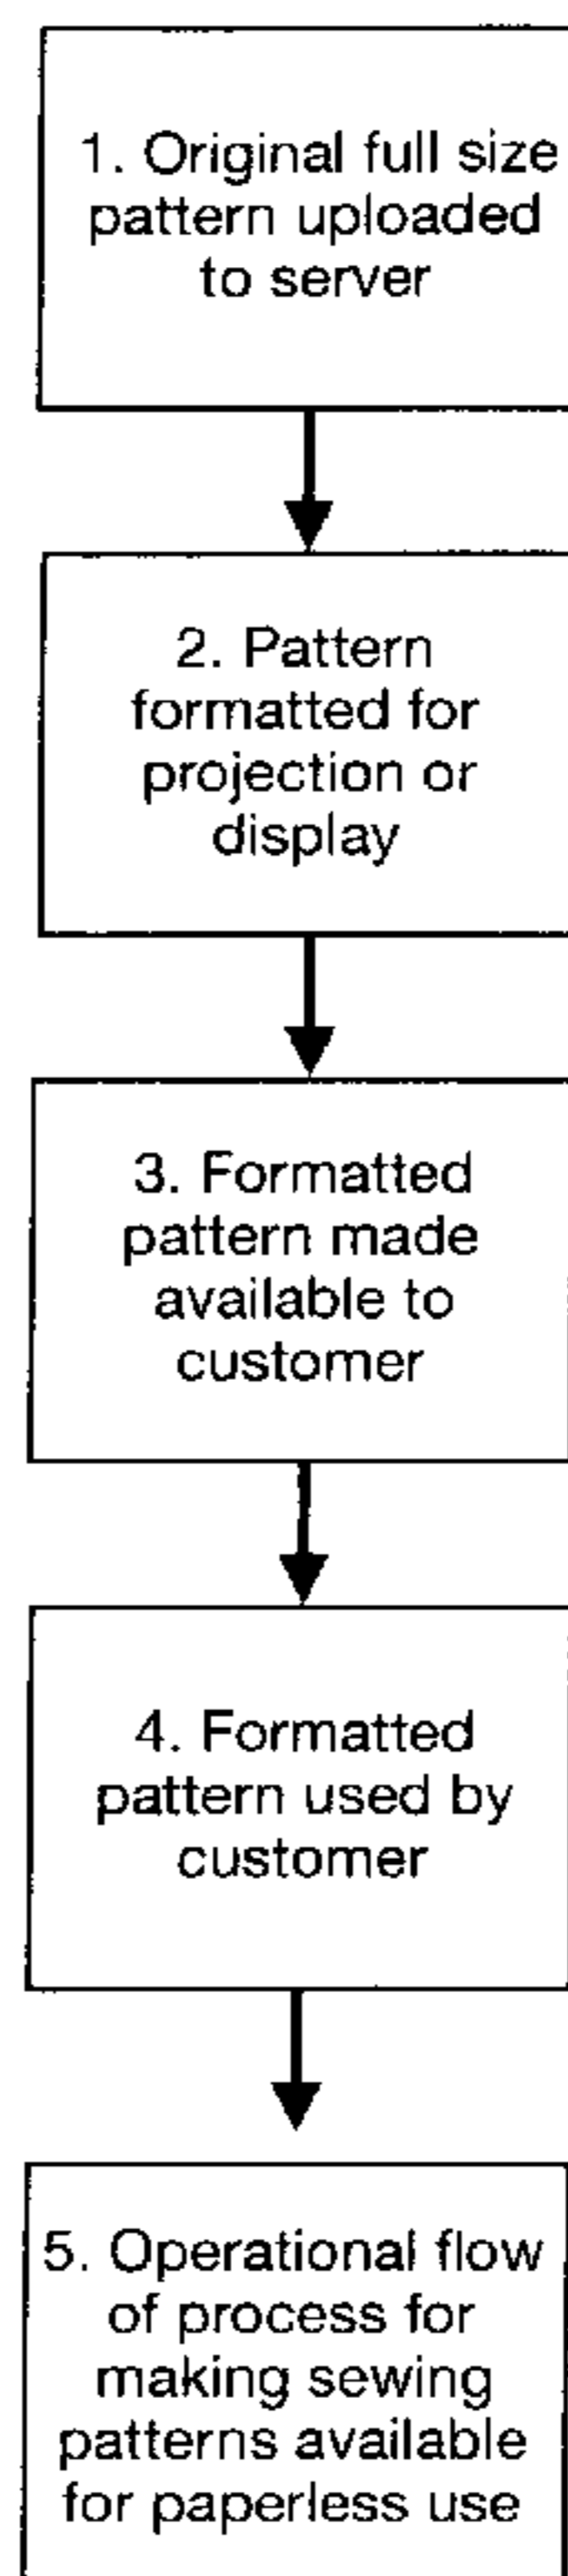 1. Original full size
pattern uploaded
to server
2. Pattern
formatted for
projection or
display
3. Formatted
pattern made
available to
customer
4. Formatted
pattern used by
customer
5. Operational flow
of process for
making sewing
patterns available
for paperless use